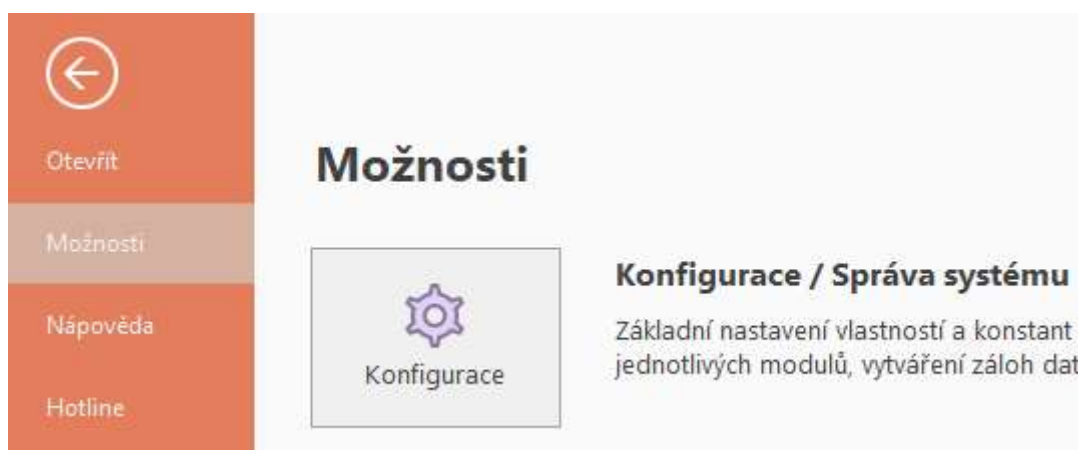 Otevřít
Možnosti
Nápověda
Hotline
Možnosti
Konfigurace
Konfigurace / Správa systému
Základní nastavení vlastností a konstant
jednotlivých modulů, vytváření záloh dat